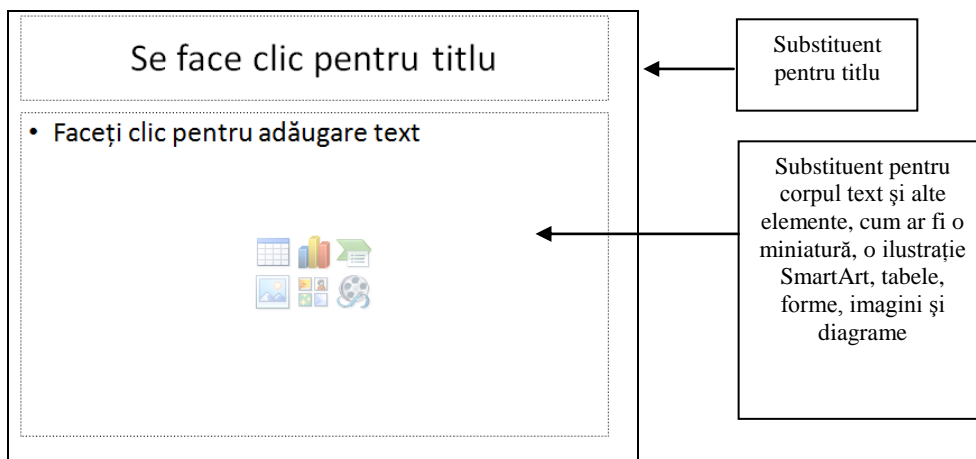 Se face clic pentru titlu
• Faceți clic pentru adăugare text
Substituent
pentru titlu
Substituent pentru
corpul text şi alte
elemente, cum ar fi o
miniatură, o ilustrație
SmartArt, tabele,
forme, imagini şi
diagrame